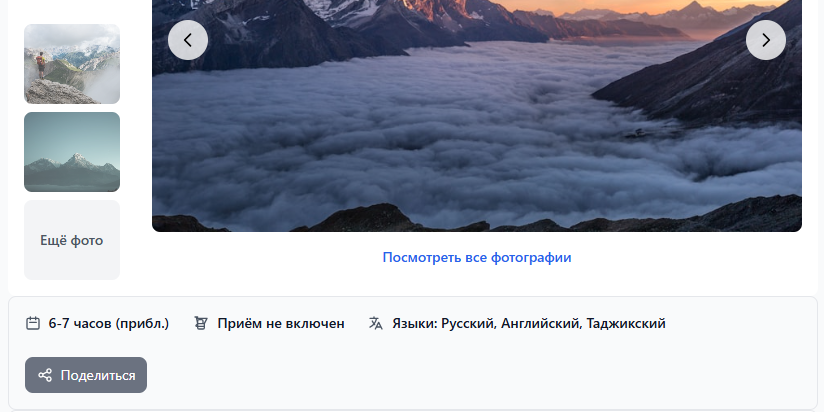 Ещё фото
Посмотреть все фотографии
6-7 часов (прибл.)
Приём не включен
Языки: Русский, Английский, Таджикский
Поделиться